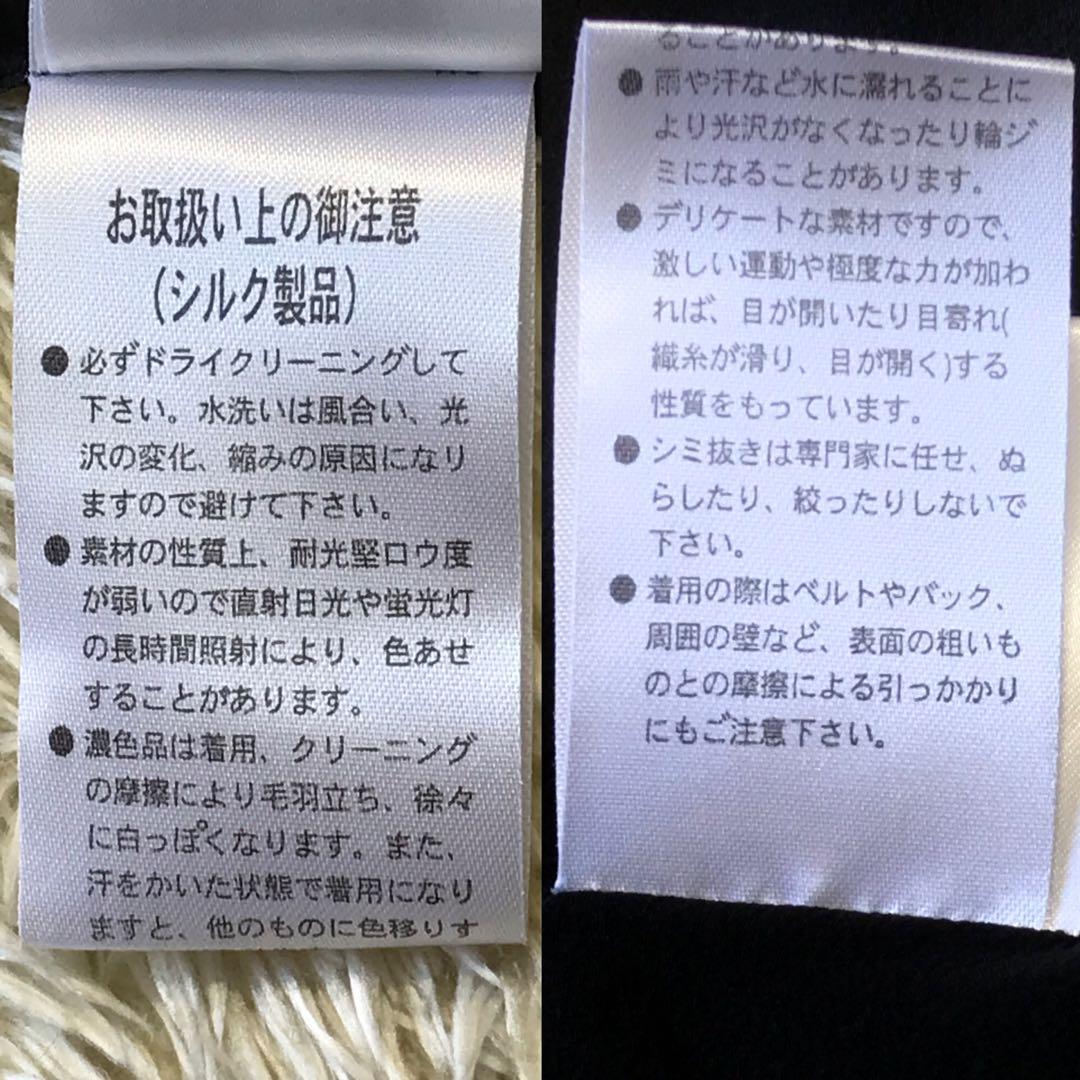 お取扱い上の御注意
(シルク製品)
●必ずドライクリーニングして
下さい。水洗いは風合い、光
沢の変化、縮みの原因になり
ますので避けて下さい。
●素材の性質上、耐光堅ロウ度
が弱いので直射日光や蛍光灯
の長時間照射により、色あせ
することがあります。
●濃色品は着用、クリーニング
の摩擦により毛羽立ち、徐々
に白っぽくなります。また、
汗をかいた状態で着用になり
ますと、他のものに色移りす
ることがあります。
●雨や汗など水に濡れることに
より光沢がなくなったり輪ジ
ミになることがあります。
●デリケートな素材ですので、
激しい運動や極度な力が加わ
れば、目が開いたり目寄れ(
織糸が滑り、目が開く)する
性質をもっています。
●シミ抜きは専門家に任せ、ぬ
らしたり、絞ったりしないで
下さい。
●着用の際はベルトやバック、
周囲の壁など、表面の粗いも
のとの摩擦による引っかかり
にもご注意下さい。